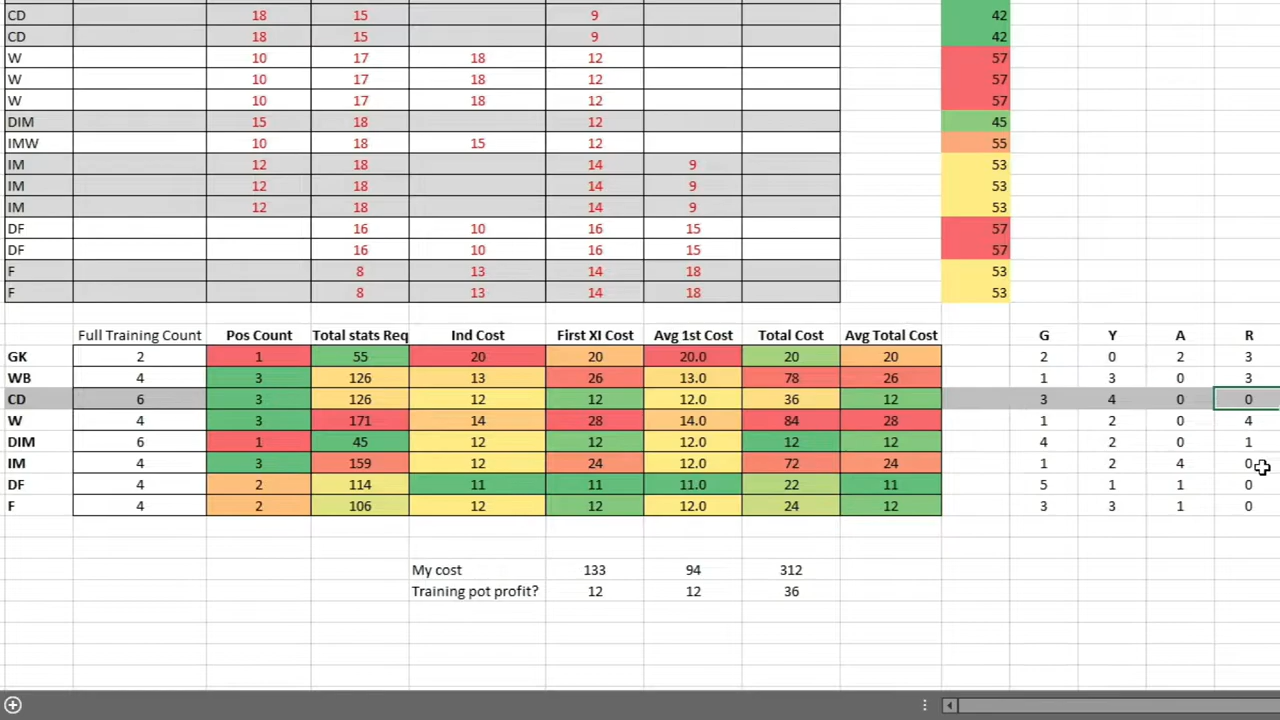 CD 18 15 9 42
CD 18 15 9 42
W 10 17 18 12 57
W 10 17 18 12 57
W 10 17 18 12 57
DIM 15 18 12 45
IMW 10 18 15 12 55
IM 12 18 14 9 53
IM 12 18 14 9 53
IM 12 18 14 9 53
DF 16 10 16 15 57
DF 16 10 16 15 57
F 8 13 14 18 53
F 8 13 14 18 53
Full Training Count Pos Count Total stats Req Ind Cost First XI Cost Avg 1st Cost Total Cost Avg Total Cost G Y A R
GK 2 1 55 20 20 20.0 20 20 2 0 2 3
WB 4 3 126 13 26 13.0 78 26 1 3 0 3
CD 6 3 126 12 12 12.0 36 12 3 4 0 0
W 4 3 171 14 28 14.0 84 28 1 2 0 4
DIM 6 1 45 12 12 12.0 12 12 4 2 0 1
IM 4 3 159 12 24 12.0 72 24 1 2 4 0
DF 4 2 114 11 11 11.0 22 11 5 1 1 0
F 4 2 106 12 12 12.0 24 12 3 3 1 0
My cost 133 94 312
Training pot profit? 12 12 36